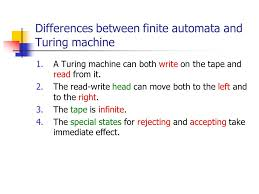 Differences between finite automata and
Turing machine
1. A Turing machine can both write on the tape and
read from it.
2. The read-write head can move both to the left and
to the right.
3. The tape is infinite.
4. The special states for rejecting and accepting take
immediate effect.